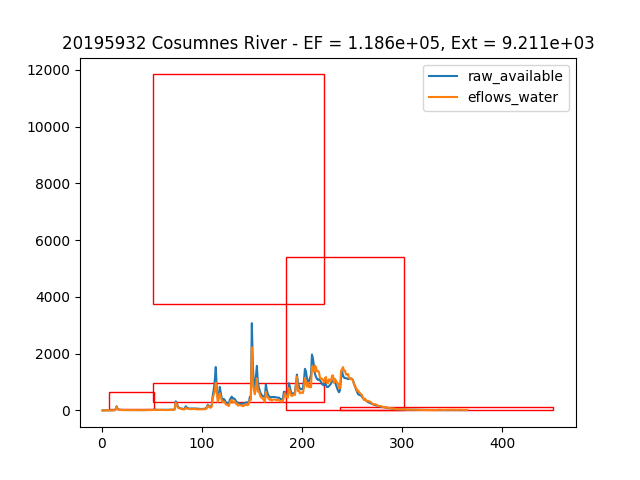 20195932 Cosumnes River - EF = 1.186e+05, Ext = 9.211e+03
raw_available
eflows_water
12000
10000
8000
6000
4000
2000
0
0 100 200 300 400